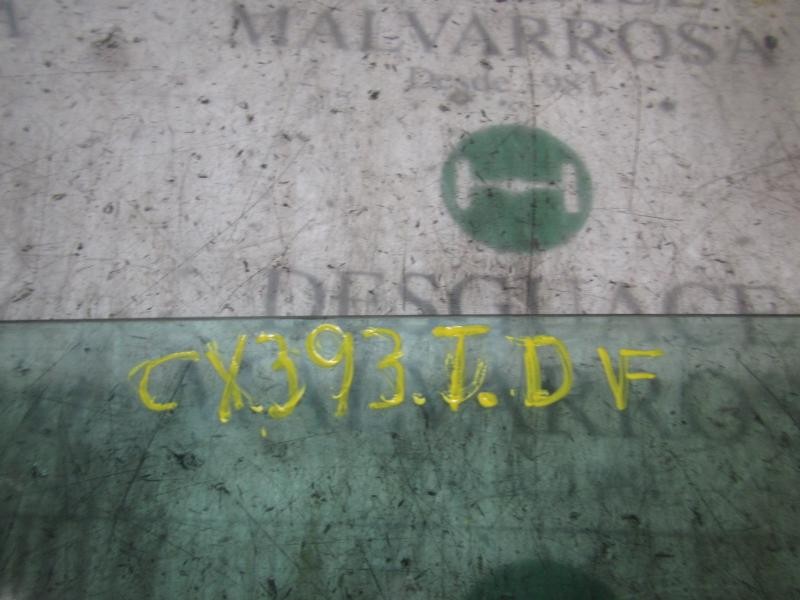 MALVARROSA
Desde 1981
DESGUACE
CX393.T.DVF